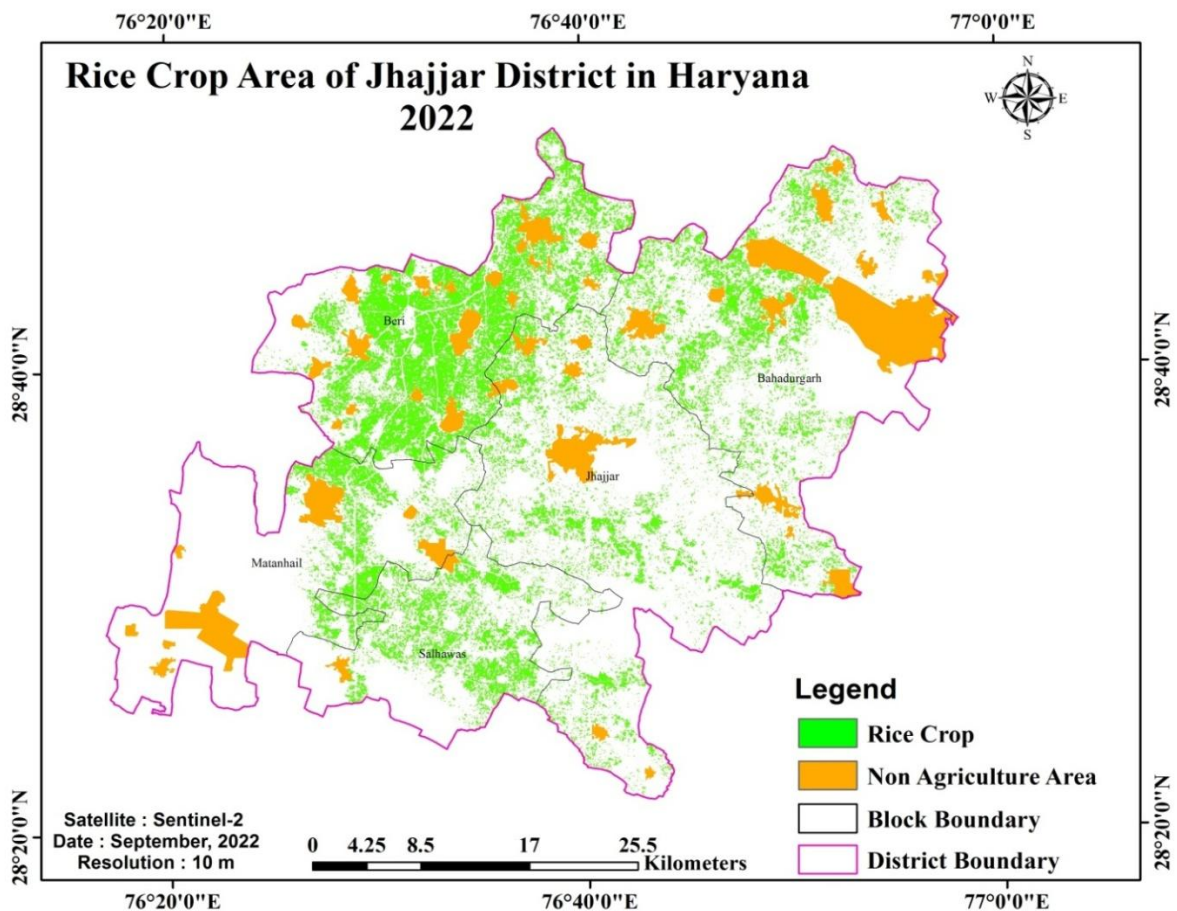 76°20'0"E 76°40'0"E 77°0'0"E
Rice Crop Area of Jhajjar District in Haryana
2022
N
W E
S
28°40'0"N
28°40'0"N
28°20'0"N
28°20'0"N
Beri
Bahadurgarh
Jhajjar
Matanhail
Salhawas
Legend
Rice Crop
Non Agriculture Area
Block Boundary
District Boundary
Satellite : Sentinel-2
Date : September, 2022
Resolution : 10 m
0 4.25 8.5 17 25.5
Kilometers
76°20'0"E 76°40'0"E 77°0'0"E